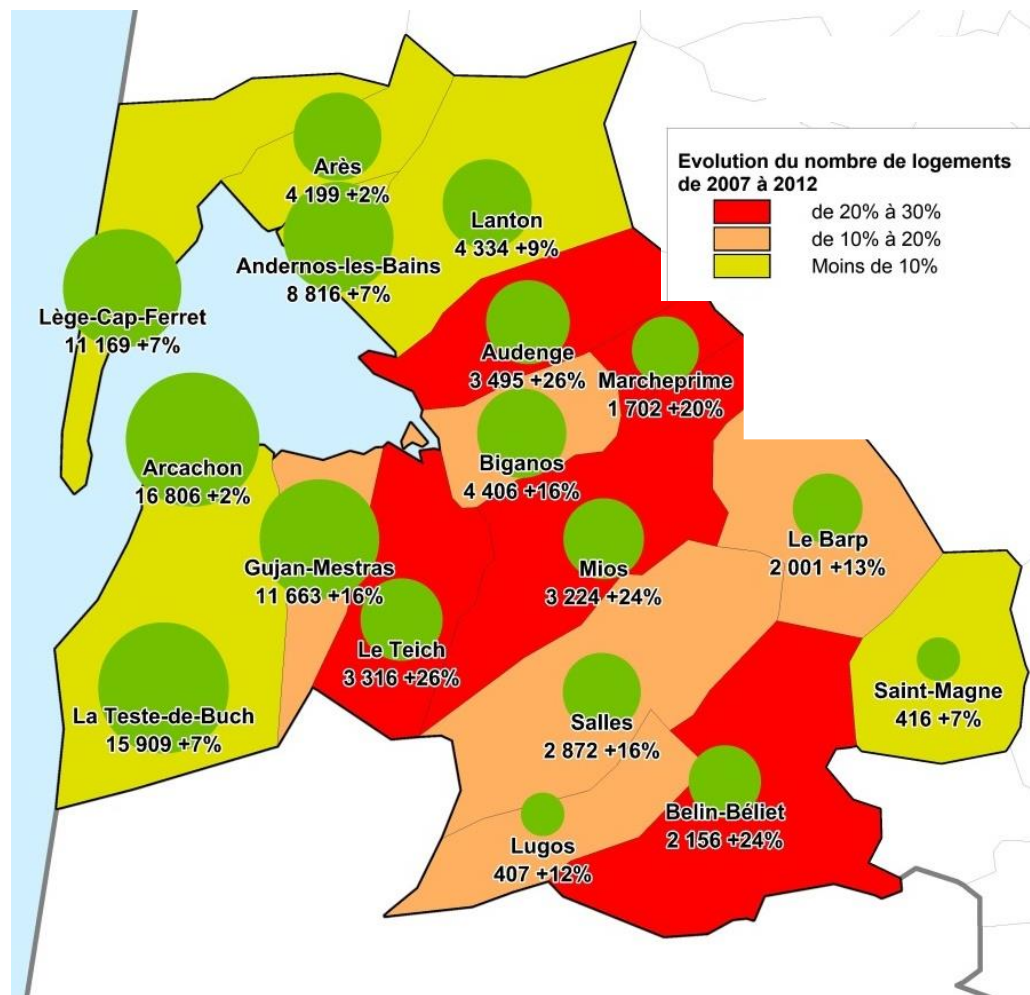 Evolution du nombre de logements
de 2007 à 2012
de 20% à 30%
de 10% à 20%
Moins de 10%
Arès
4 199 +2%
Lanton
4 334 +9%
Andernos-les-Bains
8 816 +7%
Lège-Cap-Ferret
11 169 +7%
Audenge
3 495 +26%
Marcheprime
1 702 +20%
Arcachon
16 806 +2%
Biganos
4 406 +16%
Le Barp
2 001 +13%
Gujan-Mestras
11 663 +16%
Mios
3 224 +24%
Le Teich
3 316 +26%
Saint-Magne
416 +7%
La Teste-de-Buch
15 909 +7%
Salles
2 872 +16%
Belin-Béliet
2 156 +24%
Lugos
407 +12%